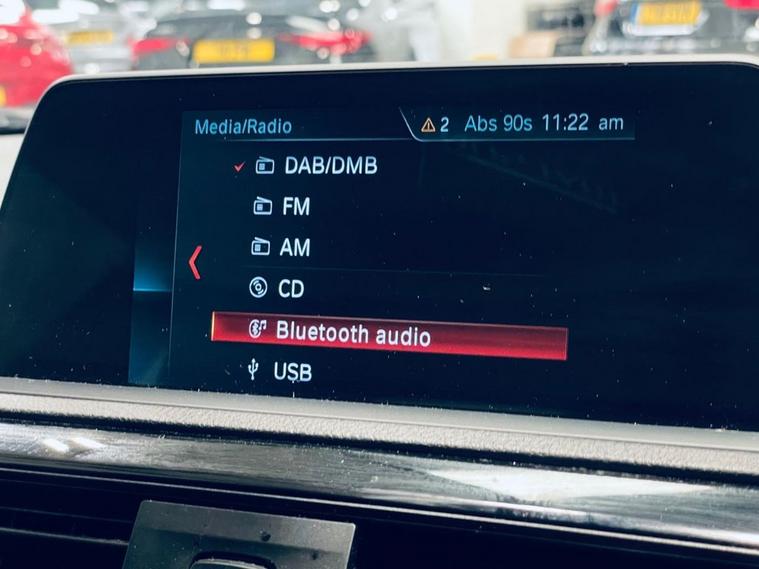 Media/Radio
2 Abs 90s 11:22 am
DAB/DMB
FM
AM
CD
Bluetooth audio
USB